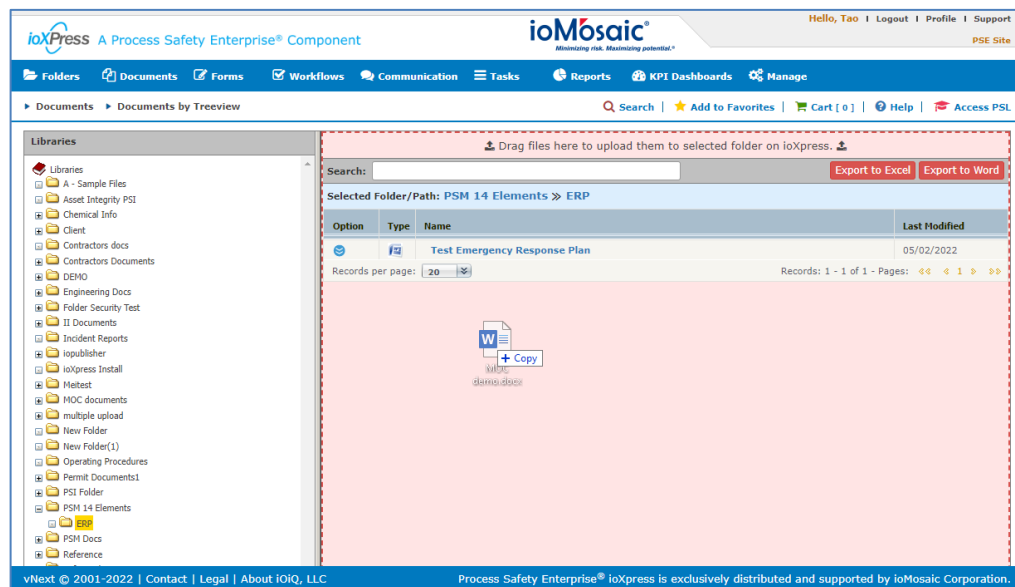 ioXpress A Process Safety Enterprise® Component
ioMosaic®
Minimizing risk. Maximizing potential.®
Hello, Tao | Logout | Profile | Support
PSE Site
Folders Documents Forms Workflows Communication Tasks Reports KPI Dashboards Manage
Documents Documents by Treeview
Search | Add to Favorites | Cart [ 0 ] | Help | Access PSL
Libraries
Libraries
A - Sample Files
Asset Integrity PSI
Chemical Info
Client
Contractors docs
Contractors Documents
DEMO
Engineering Docs
Folder Security Test
II Documents
Incident Reports
iopublisher
ioXpress Install
Meitest
MOC documents
multiple upload
New Folder
New Folder(1)
Operating Procedures
Permit Documents1
PSI Folder
PSM 14 Elements
ERP
PSM Docs
Reference
Drag files here to upload them to selected folder on ioXpress.
Search:
Export to Excel Export to Word
Selected Folder/Path: PSM 14 Elements >> ERP
Option Type Name Last Modified
Test Emergency Response Plan 05/02/2022
Records per page: 20 Records: 1 - 1 of 1 - Pages: 1
W
+ Copy
MOC
demo.docx
vNext © 2001-2022 | Contact | Legal | About iOiQ, LLC
Process Safety Enterprise® ioXpress is exclusively distributed and supported by ioMosaic Corporation.